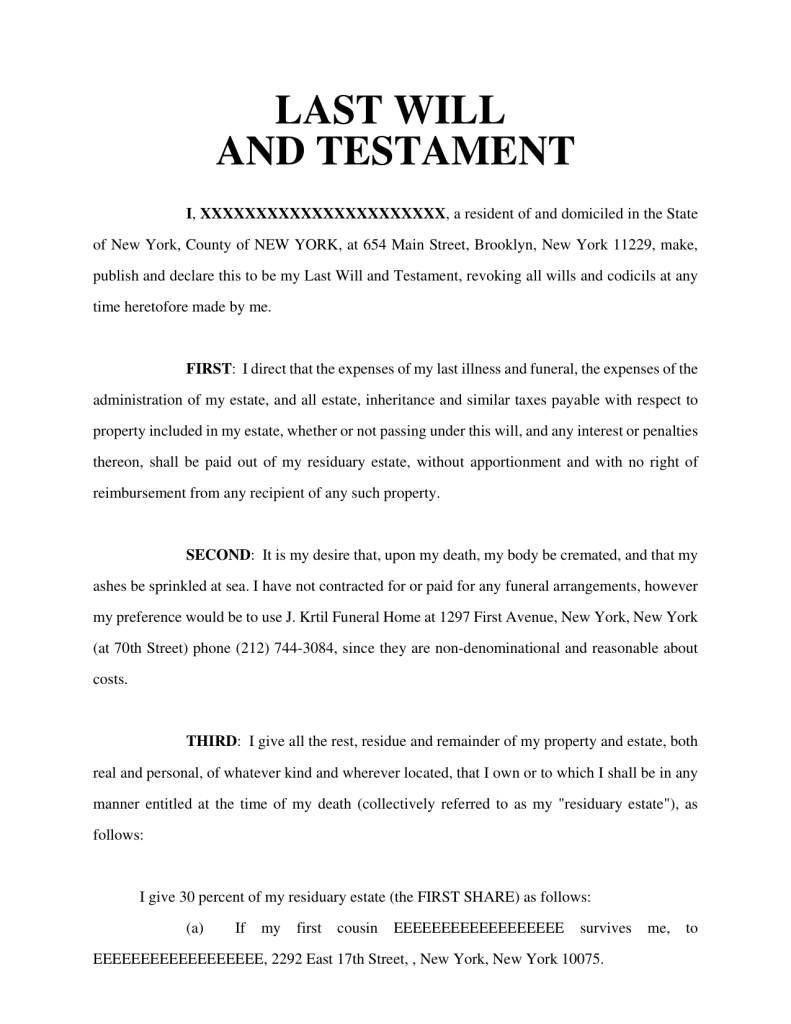 LAST WILL
AND TESTAMENT
I, XXXXXXXXXXXXXXXXXXXXXX, a resident of and domiciled in the State
of New York, County of NEW YORK, at 654 Main Street, Brooklyn, New York 11229, make,
publish and declare this to be my Last Will and Testament, revoking all wills and codicils at any
time heretofore made by me.
FIRST: I direct that the expenses of my last illness and funeral, the expenses of the
administration of my estate, and all estate, inheritance and similar taxes payable with respect to
property included in my estate, whether or not passing under this will, and any interest or penalties
thereon, shall be paid out of my residuary estate, without apportionment and with no right of
reimbursement from any recipient of any such property.
SECOND: It is my desire that, upon my death, my body be cremated, and that my
ashes be sprinkled at sea. I have not contracted for or paid for any funeral arrangements, however
my preference would be to use J. Krtil Funeral Home at 1297 First Avenue, New York, New York
(at 70th Street) phone (212) 744-3084, since they are non-denominational and reasonable about
costs.
THIRD: I give all the rest, residue and remainder of my property and estate, both
real and personal, of whatever kind and wherever located, that I own or to which I shall be in any
manner entitled at the time of my death (collectively referred to as my "residuary estate"), as
follows:
I give 30 percent of my residuary estate (the FIRST SHARE) as follows:
(a) If my first cousin EEEEEEEEEEEEEEEEEE survives me, to
EEEEEEEEEEEEEEEEEE, 2292 East 17th Street, , New York, New York 10075.